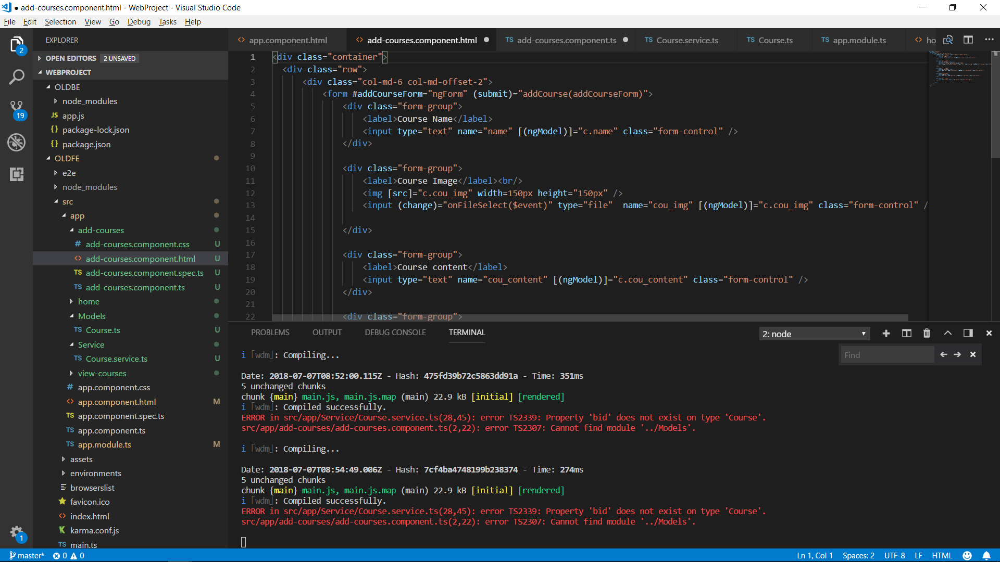 ● add-courses.component.html - WebProject - Visual Studio Code
File Edit Selection View Go Debug Tasks Help
2
19
1
EXPLORER
OPEN EDITORS 2 UNSAVED
WEBPROJECT
OLDBE
node_modules
JS app.js
{} package-lock.json
{} package.json
OLDFE
e2e
node_modules
src
app
add-courses
# add-courses.component.css U
<> add-courses.component.html U
TS add-courses.component.spec.ts U
TS add-courses.component.ts U
home
Models
TS Course.ts U
Service
TS Course.service.ts U
view-courses
# app.component.css
<> app.component.html M
TS app.component.spec.ts
TS app.component.ts
TS app.module.ts M
assets
environments
browserslist
favicon.ico
<> index.html
K karma.conf.js
TS main.ts
<> app.component.html <> add-courses.component.html ● TS add-courses.component.ts ● TS Course.service.ts TS Course.ts TS app.module.ts <> ho
1 <div class="container">
2 <div class="row">
3 <div class="col-md-6 col-md-offset-2">
4 <form #addCourseForm="ngForm" (submit)="addCourse(addCourseForm)">
5 <div class="form-group">
6 <label>Course Name</label>
7 <input type="text" name="name" [(ngModel)]="c.name" class="form-control" />
8 </div>
9
10 <div class="form-group">
11 <label>Course Image</label><br/>
12 <img [src]="c.cou_img" width=150px height="150px" />
13 <input (change)="onFileSelect($event)" type="file"  name="cou_img" [(ngModel)]="c.cou_img" class="form-control" /
14
15 </div>
16
17 <div class="form-group">
18 <label>Course content</label>
19 <input type="text" name="cou_content" [(ngModel)]="c.cou_content" class="form-control" />
20 </div>
21
22 <div class="form-group">
PROBLEMS OUTPUT DEBUG CONSOLE TERMINAL 2: node
Find
i ｢wdm｣: Compiling...
Date: 2018-07-07T08:52:00.115Z - Hash: 475fd39b72c5863dd91a - Time: 351ms
5 unchanged chunks
chunk {main} main.js, main.js.map (main) 22.9 kB [initial] [rendered]
i ｢wdm｣: Compiled successfully.
ERROR in src/app/Service/Course.service.ts(28,45): error TS2339: Property 'bid' does not exist on type 'Course'.
src/app/add-courses/add-courses.component.ts(2,22): error TS2307: Cannot find module '../Models'.
i ｢wdm｣: Compiling...
Date: 2018-07-07T08:54:49.006Z - Hash: 7cf4ba4748199b238374 - Time: 274ms
5 unchanged chunks
chunk {main} main.js, main.js.map (main) 22.9 kB [initial] [rendered]
i ｢wdm｣: Compiled successfully.
ERROR in src/app/Service/Course.service.ts(28,45): error TS2339: Property 'bid' does not exist on type 'Course'.
src/app/add-courses/add-courses.component.ts(2,22): error TS2307: Cannot find module '../Models'.
master* 0 0 Ln 1, Col 1 Spaces: 2 UTF-8 LF HTML